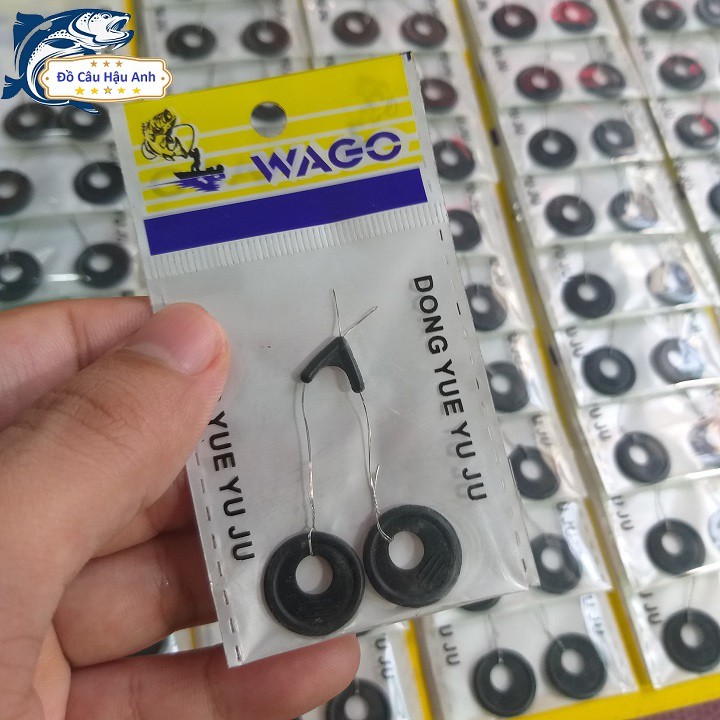 Đồ Câu Hậu Anh
WAGO
DONG YUE YU JU
YUE YU JU